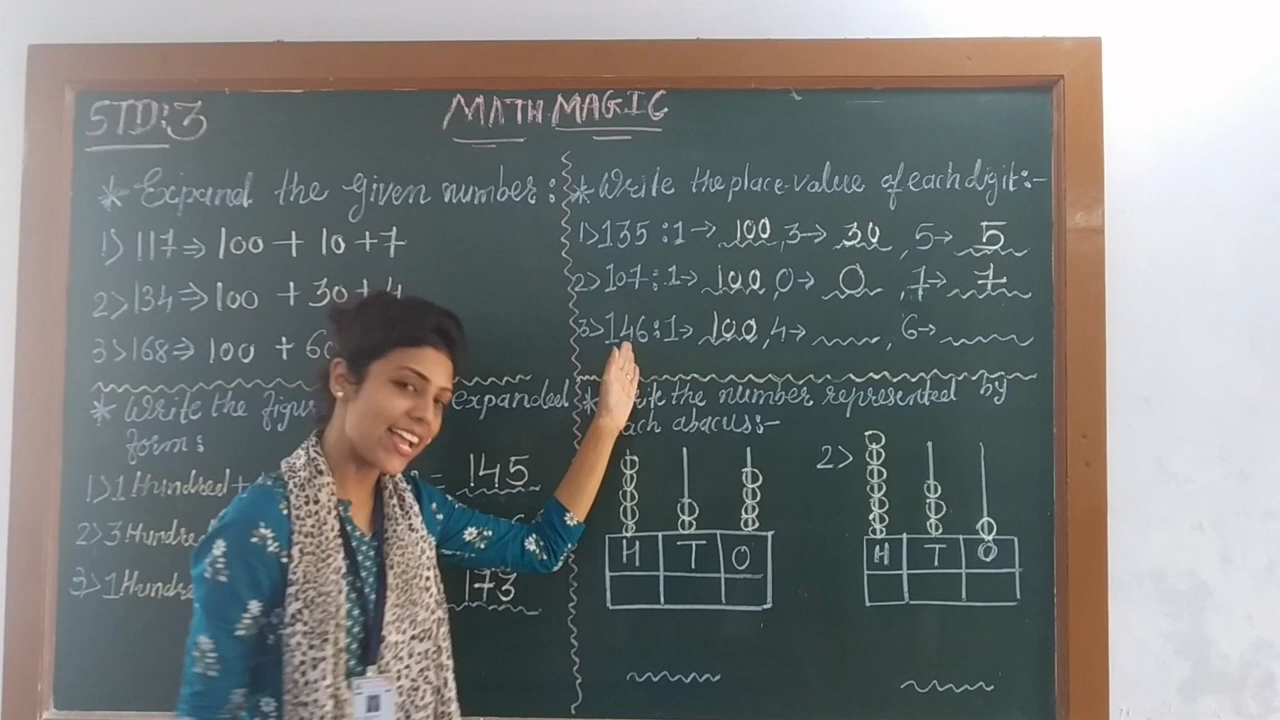 STD:3
MATH MAGIC
* Expand the given number:
1) 117⇒ 100 + 10 +7
2>134⇒100 + 30+4
3>168⇒ 100 + 60
* Write the expanded
form:
1>1 Hundred + = 145
2>3 Hundred
3>1 Hundred 173
* Write the place-value of each digit:-
1>135 :1→ 100 ,3→ 30 , 5→ 5
2>107:1→ 100,0→ 0 , 7→ 7
3>146:1→ 100,4→ , 6→
* Write the number represented by
each abacus:-
2>
H T O
H T O